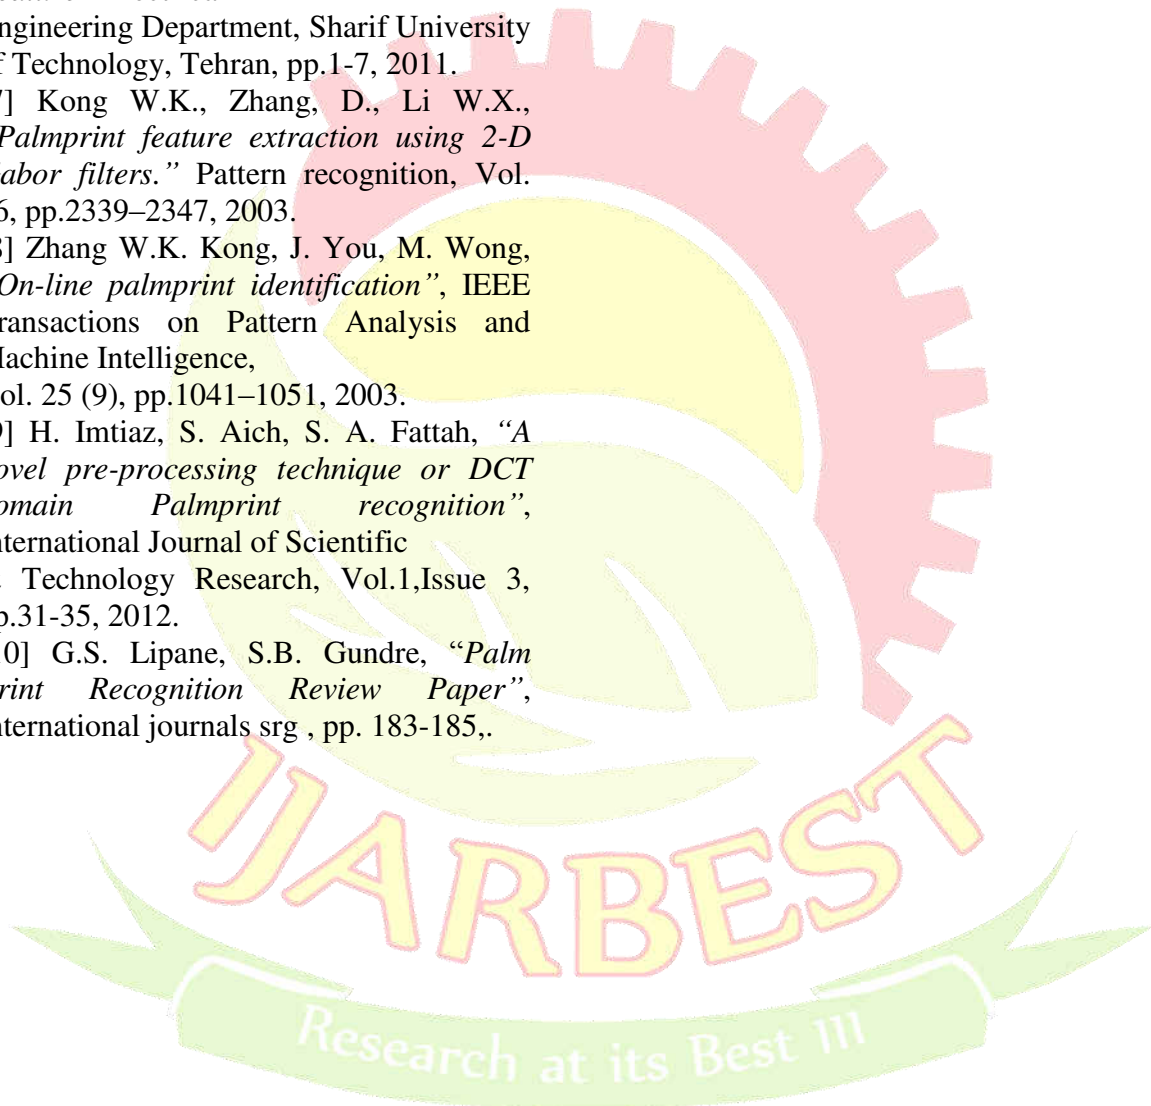 ngineering Department, Sharif University
f Technology, Tehran, pp.1-7, 2011.
7] Kong W.K., Zhang, D., Li W.X.,
Palmprint feature extraction using 2-D
abor filters.” Pattern recognition, Vol.
6, pp.2339–2347, 2003.
8] Zhang W.K. Kong, J. You, M. Wong,
On-line palmprint identification”, IEEE
ransactions on Pattern Analysis and
Machine Intelligence,
ol. 25 (9), pp.1041–1051, 2003.
9] H. Imtiaz, S. Aich, S. A. Fattah, “A
ovel pre-processing technique or DCT
omain Palmprint recognition”,
nternational Journal of Scientific
Technology Research, Vol.1,Issue 3,
p.31-35, 2012.
10] G.S. Lipane, S.B. Gundre, “Palm
rint Recognition Review Paper”,
nternational journals srg , pp. 183-185,.
IJARBEST
Research at its Best !!!